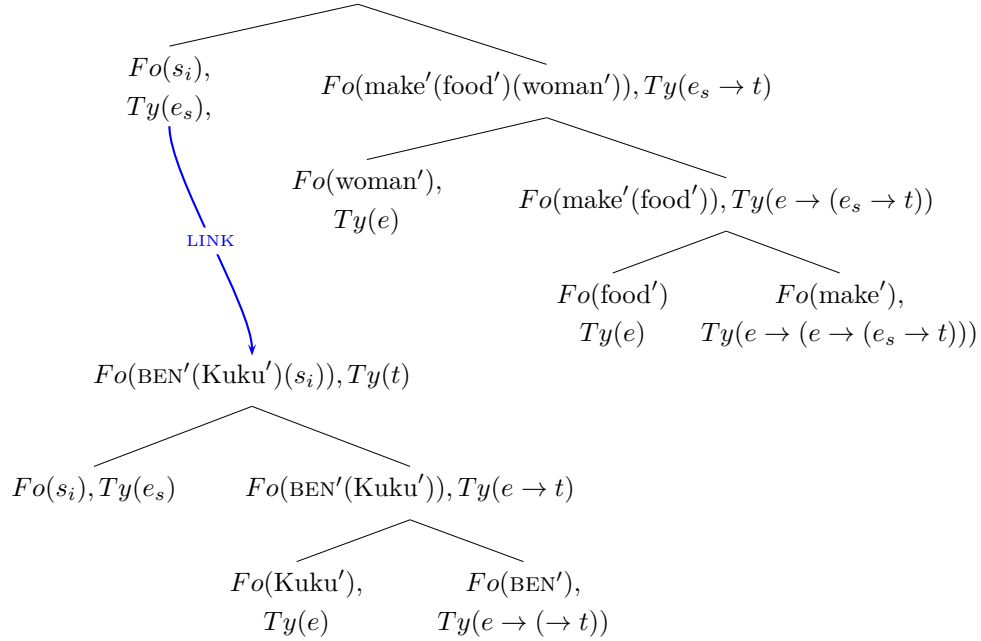 Fo(s_i),
Ty(e_s),
Fo(make′(food′)(woman′)), Ty(e_s → t)
Fo(woman′),
Ty(e)
Fo(make′(food′)), Ty(e → (e_s → t))
LINK
Fo(food′)
Ty(e)
Fo(make′),
Ty(e → (e → (e_s → t)))
Fo(BEN′(Kuku′)(s_i)), Ty(t)
Fo(s_i), Ty(e_s)
Fo(BEN′(Kuku′)), Ty(e → t)
Fo(Kuku′),
Ty(e)
Fo(BEN′),
Ty(e → (→ t))